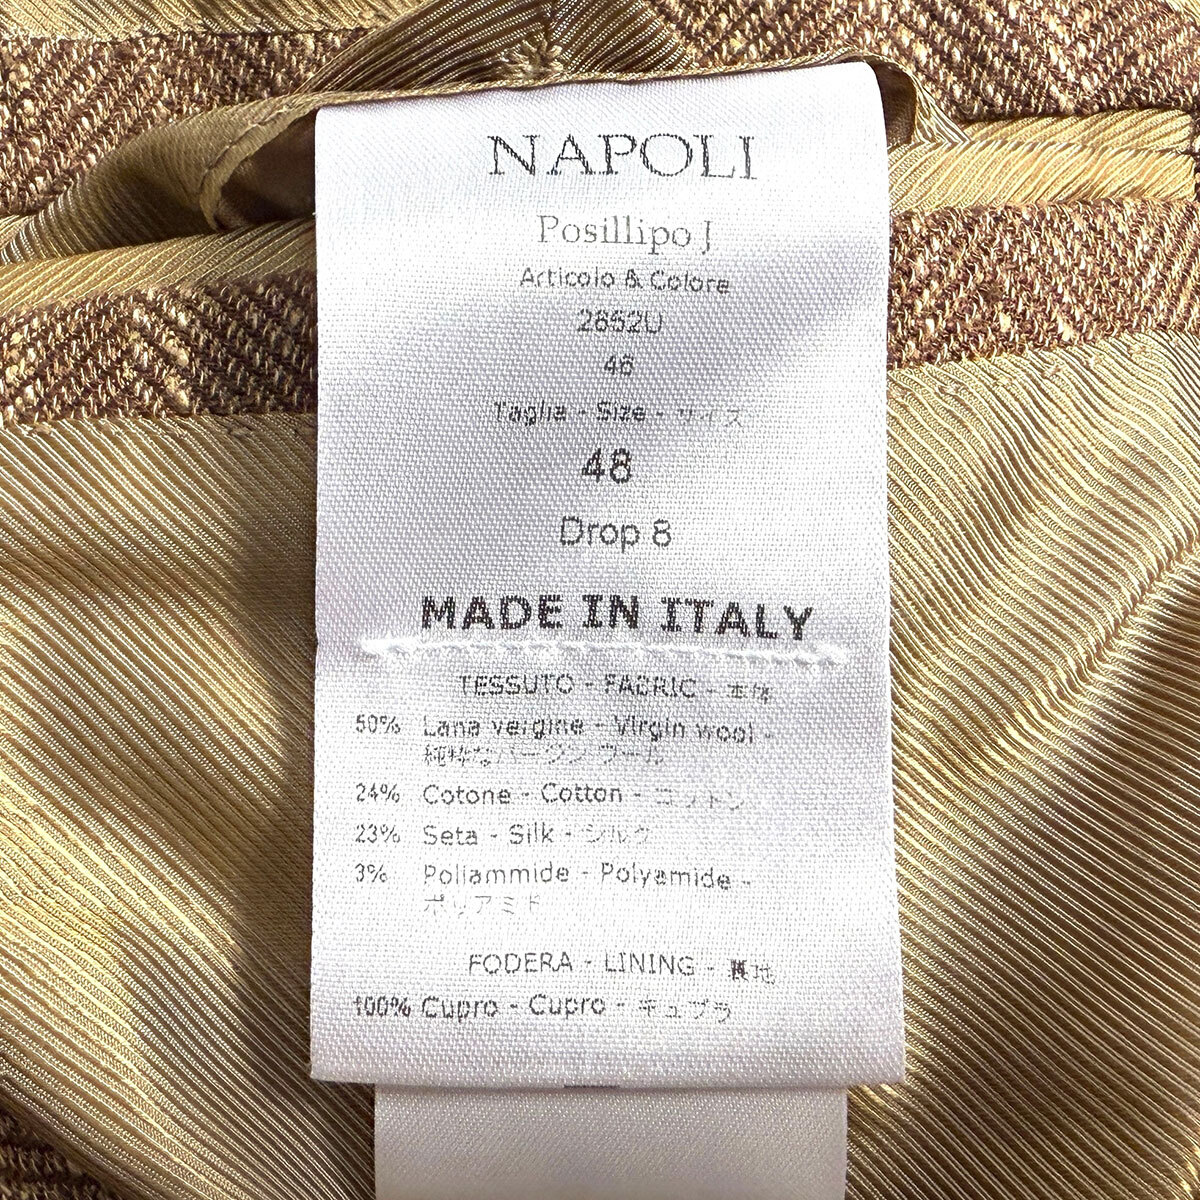 NAPOLI
Posillipo J
Articolo & Colore
2852U
46
Taglia - Size - サイズ
48
Drop 8
MADE IN ITALY
TESSUTO - FABRIC - 本体
50% Lana vergine - Virgin wool -
純粋なバージン ウール
24% Cotone - Cotton - コットン
23% Seta - Silk - シルク
3% Poliammide - Polyamide -
ポリアミド
FODERA - LINING - 裏地
100% Cupro - Cupro - キュプラ